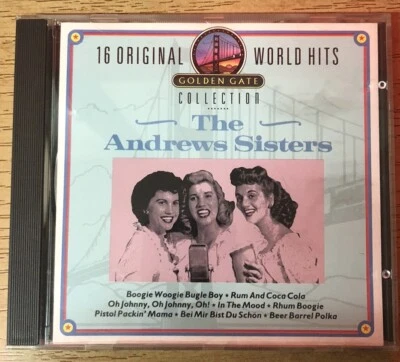 16 ORIGINAL WORLD HITS
GOLDEN GATE
COLLECTION
The
Andrews Sisters
Boogie Woogie Bugle Boy • Rum And Coca Cola
Oh Johnny, Oh Johnny, Oh! • In The Mood • Rhum Boogie
Pistol Packin' Mama • Bei Mir Bist Du Schön • Beer Barrel Polka